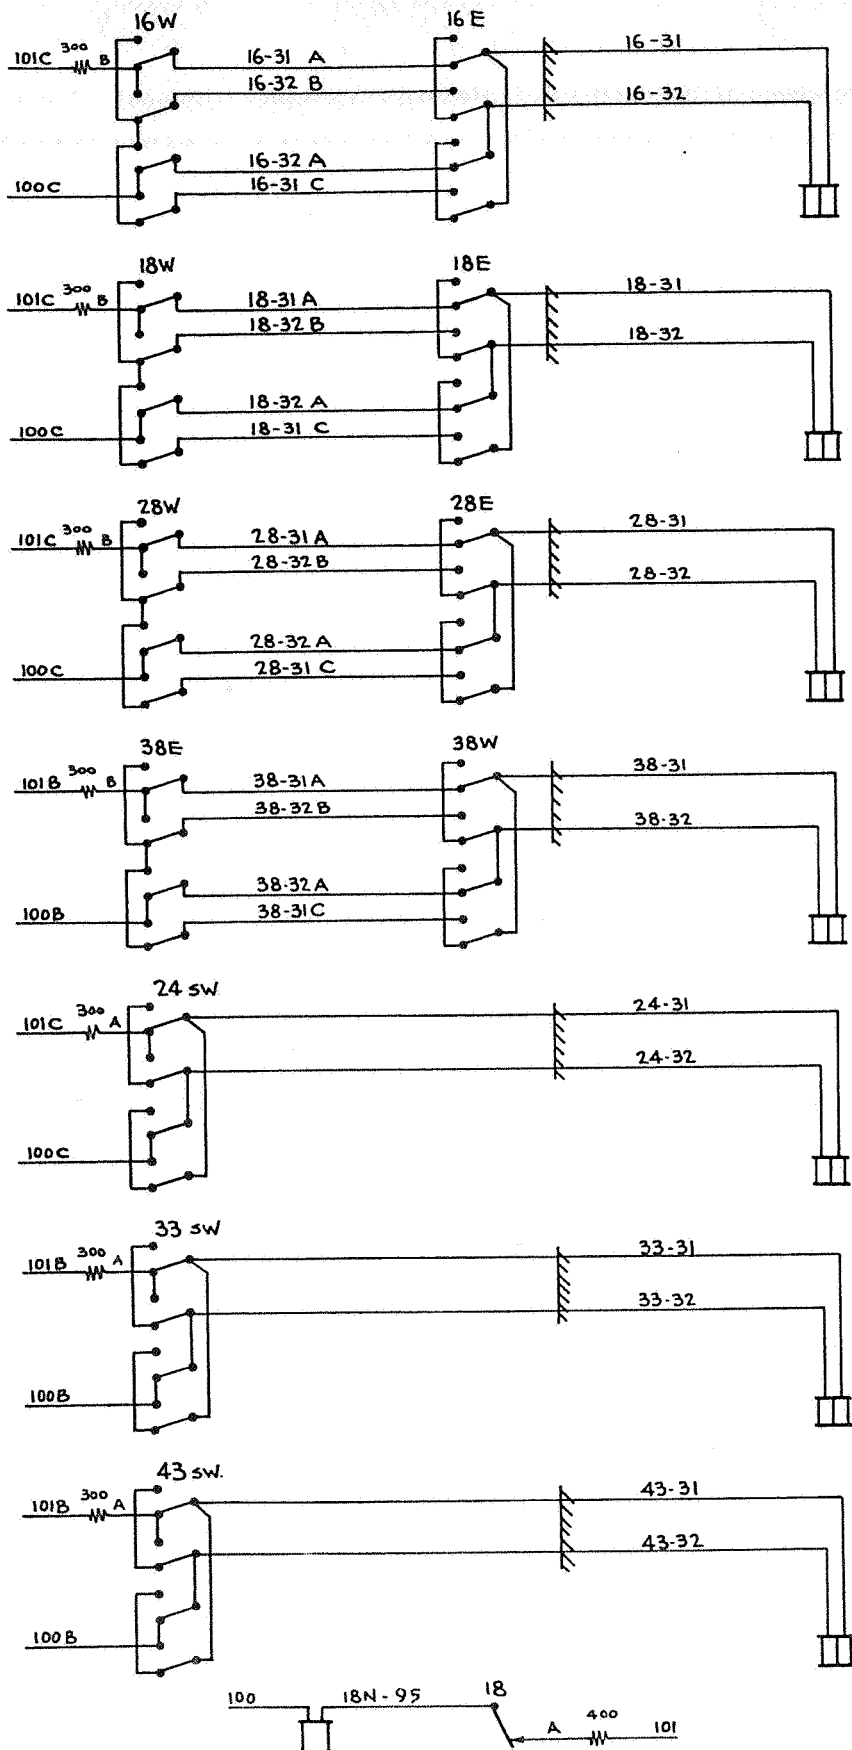 16W 16E
101C 300 B 16-31 A 16-31
16-32 B 16-32
16-32 A
100C 16-31 C
18W 18E
101C 300 B 18-31 A 18-31
18-32 B 18-32
18-32 A
100C 18-31 C
28W 28E
101C 300 B 28-31 A 28-31
28-32 B 28-32
28-32 A
100C 28-31 C
38E 38W
101B 300 B 38-31 A 38-31
38-32 B 38-32
38-32 A
100B 38-31 C
24 SW
101C 300 A 24-31
24-32
100C
33 SW
101B 300 A 33-31
33-32
100B
43 SW.
101B 300 A 43-31
43-32
100B
100 18N-95 18
A 400 101